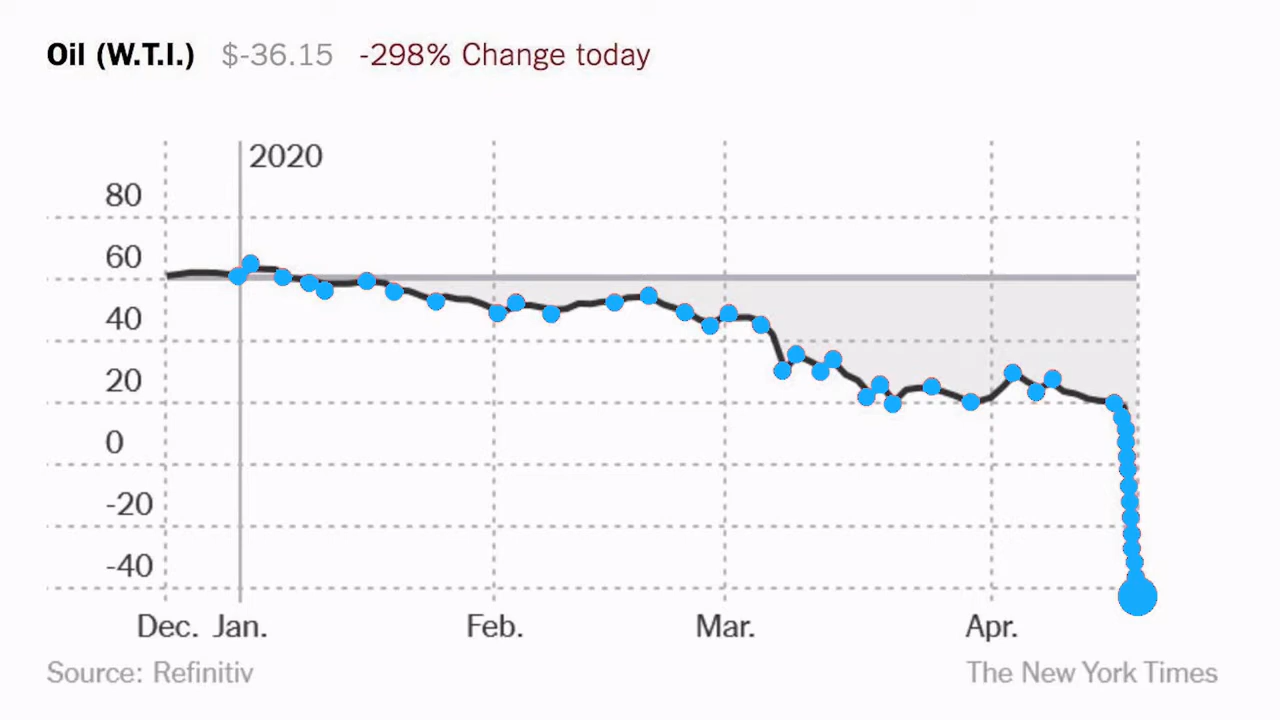 Oil (W.T.I.) $-36.15 -298% Change today
2020
80
60
40
20
0
-20
-40
Dec. Jan. Feb. Mar. Apr.
Source: Refinitiv The New York Times